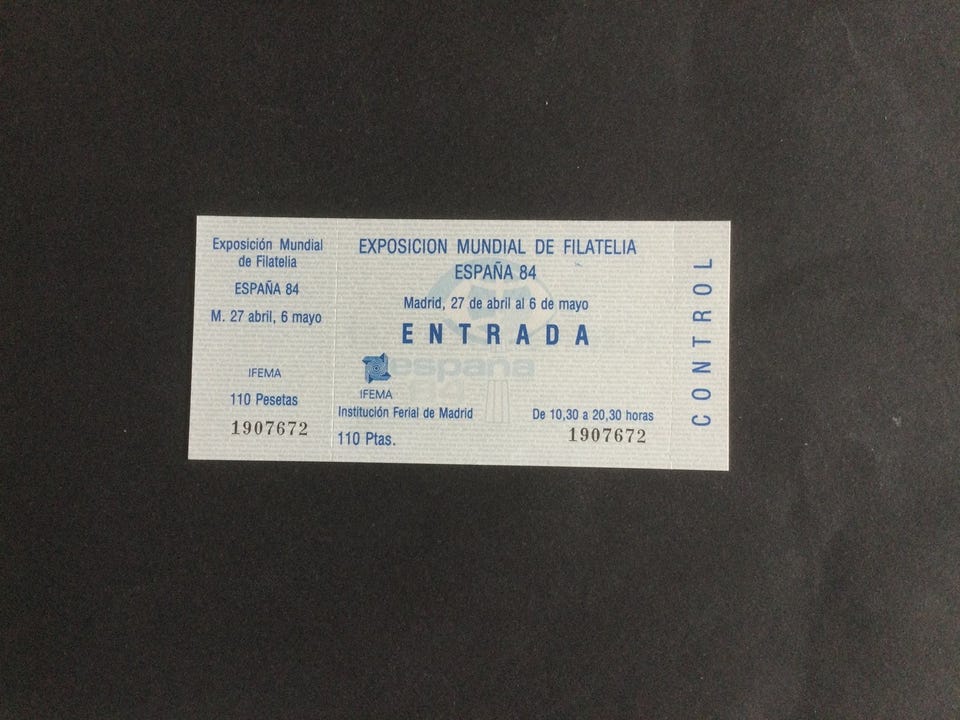 Exposición Mundial
de Filatelia
ESPAÑA 84
M. 27 abril, 6 mayo
IFEMA
110 Pesetas
1907672
EXPOSICION MUNDIAL DE FILATELIA
ESPAÑA 84
Madrid, 27 de abril al 6 de mayo
ENTRADA
españa
IFEMA
Institución Ferial de Madrid
De 10,30 a 20,30 horas
110 Ptas.
1907672
CONTROL